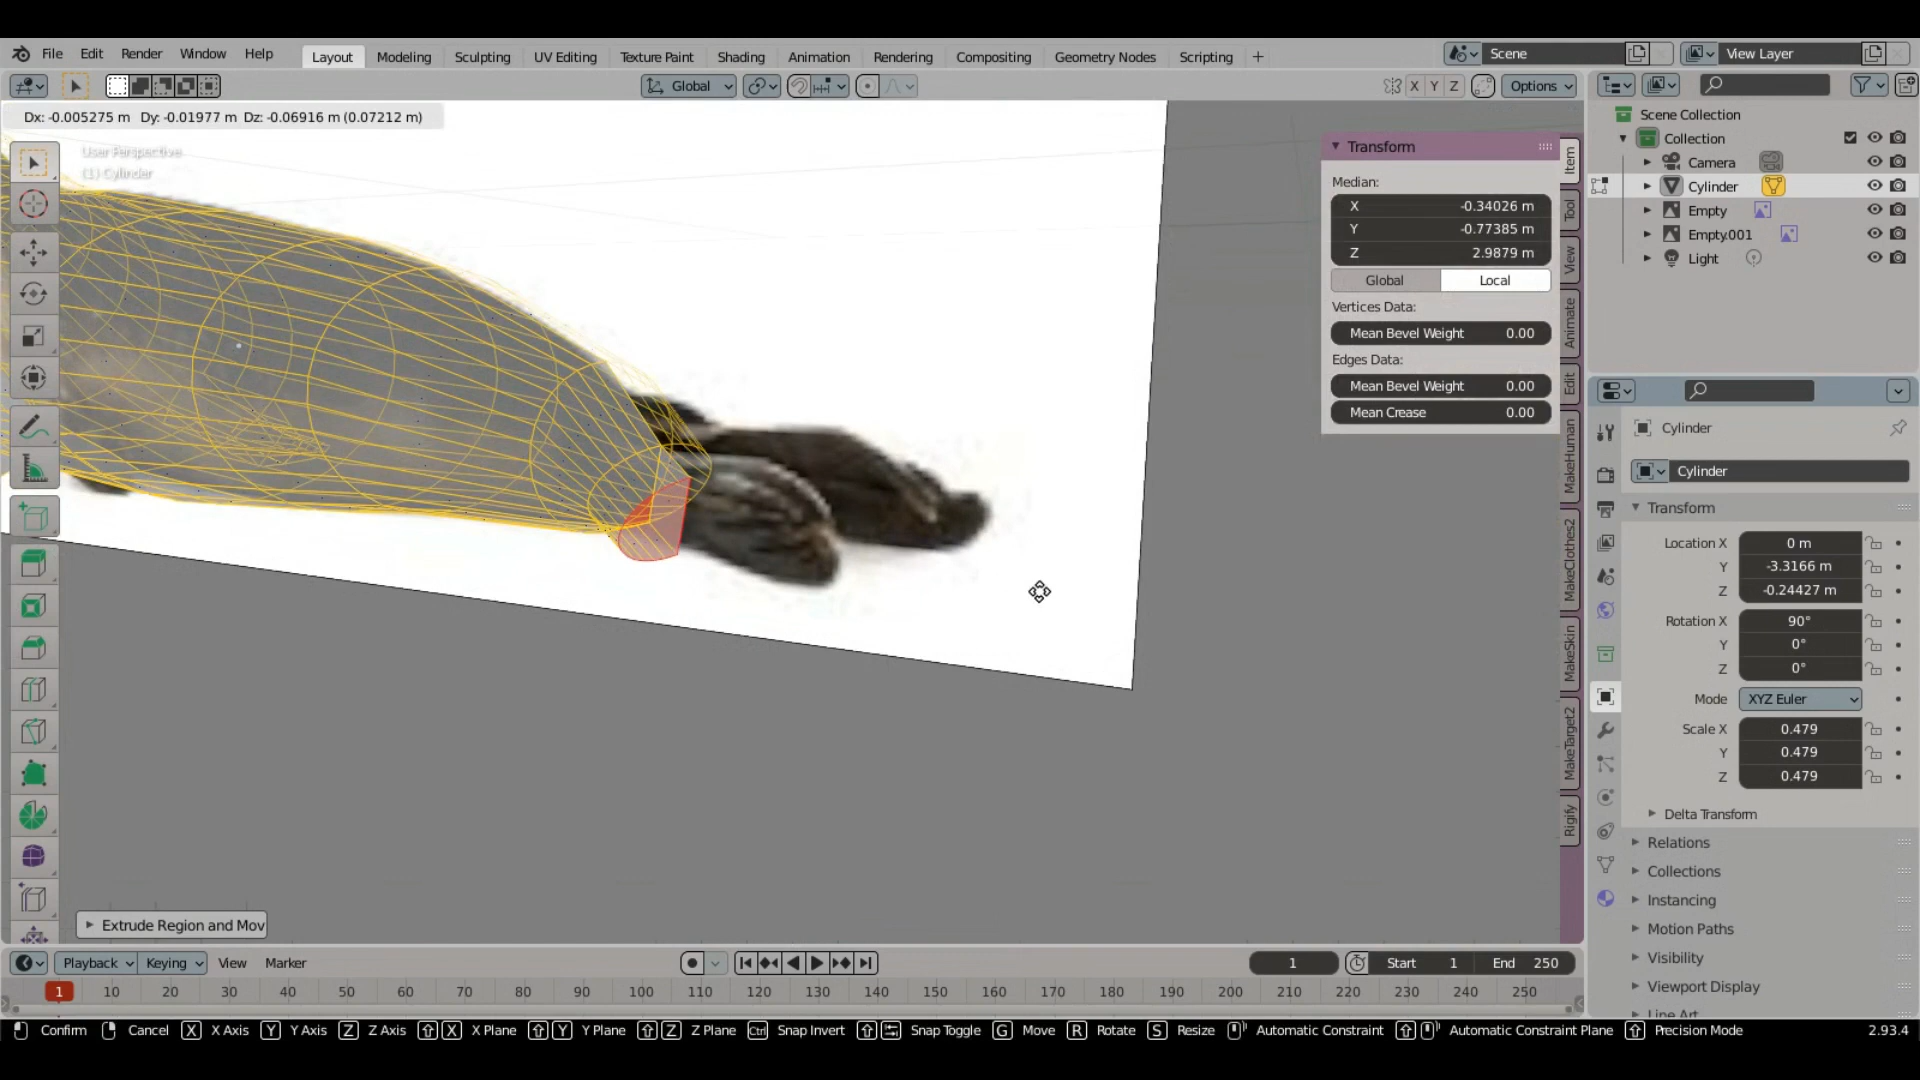 File Edit Render Window Help Layout Modeling Sculpting UV Editing Texture Paint Shading Animation Rendering Compositing Geometry Nodes Scripting + Scene View Layer
Global X Y Z Options
Dx: -0.005275 m Dy: -0.01977 m Dz: -0.06916 m (0.07212 m)
User Perspective
(1) Cylinder
Transform
Median:
X -0.34026 m
Y -0.77385 m
Z 2.9879 m
Global Local
Vertices Data:
Mean Bevel Weight 0.00
Edges Data:
Mean Bevel Weight 0.00
Mean Crease 0.00
Item
Tool
View
Animate
Edit
MakeHuman
MakeClothes2
MakeSkin
MakeTarget2
Rigify
Scene Collection
Collection
Camera
Cylinder
Empty
Empty.001
Light
Cylinder
Cylinder
Transform
Location X 0 m
Y -3.3166 m
Z -0.24427 m
Rotation X 90°
Y 0°
Z 0°
Mode XYZ Euler
Scale X 0.479
Y 0.479
Z 0.479
Delta Transform
Relations
Collections
Instancing
Motion Paths
Visibility
Viewport Display
Line Art
Extrude Region and Mov
Playback Keying View Marker 1 Start 1 End 250
1 10 20 30 40 50 60 70 80 90 100 110 120 130 140 150 160 170 180 190 200 210 220 230 240 250
Confirm Cancel X X Axis Y Y Axis Z Z Axis X X Plane Y Y Plane Z Z Plane Ctrl Snap Invert Snap Toggle G Move R Rotate S Resize Automatic Constraint Automatic Constraint Plane Precision Mode 2.93.4